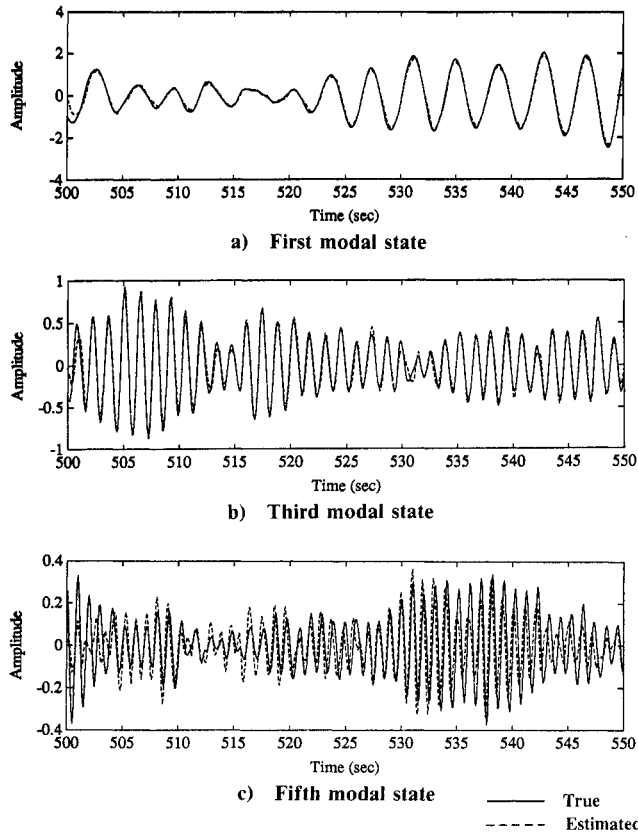 4
2
0
-2
-4
Amplitude
500 505 510 515 520 525 530 535 540 545 550
Time (sec)
a) First modal state
1
0.5
0
-0.5
-1
Amplitude
500 505 510 515 520 525 530 535 540 545 550
Time (sec)
b) Third modal state
0.4
0.2
0
-0.2
-0.4
Amplitude
500 505 510 515 520 525 530 535 540 545 550
Time (sec)
c) Fifth modal state
True
Estimated